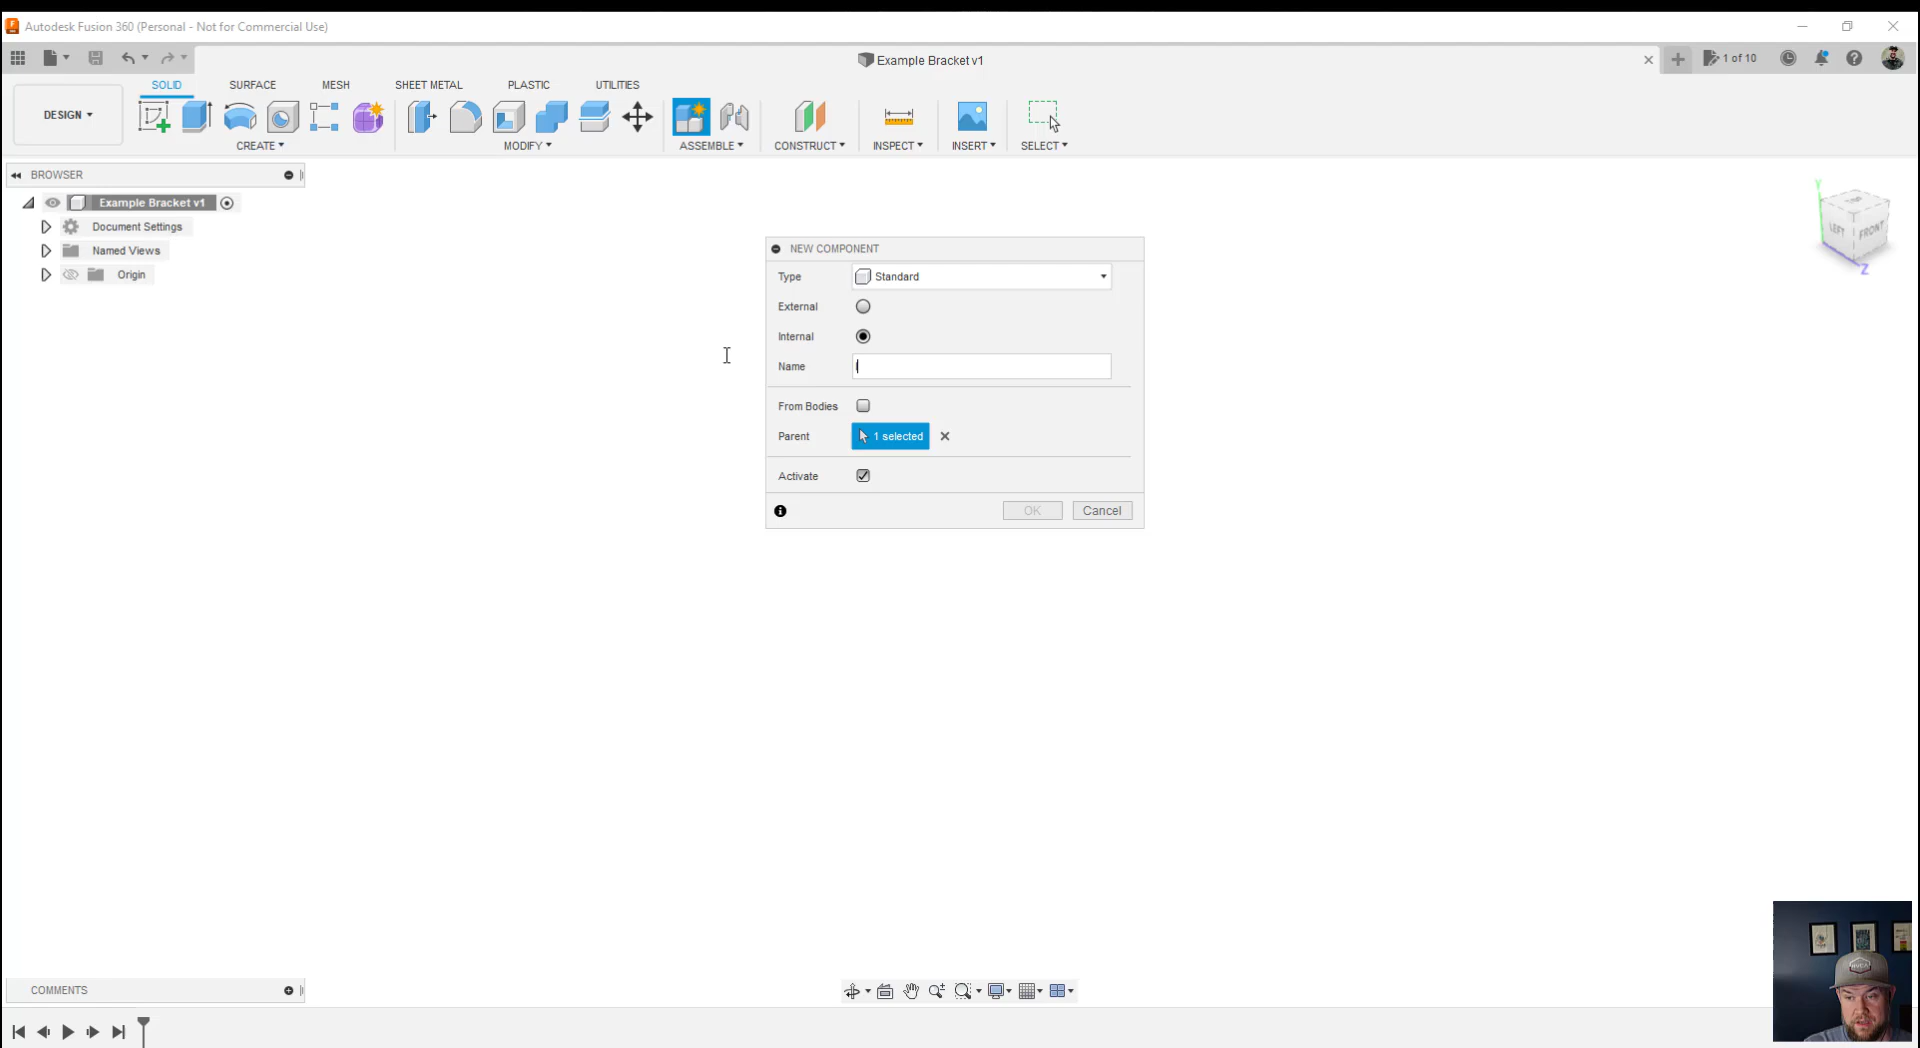 Autodesk Fusion 360 (Personal - Not for Commercial Use)
Example Bracket v1
1 of 10
SOLID SURFACE MESH SHEET METAL PLASTIC UTILITIES
DESIGN
CREATE MODIFY ASSEMBLE CONSTRUCT INSPECT INSERT SELECT
BROWSER
Example Bracket v1
Document Settings
Named Views
Origin
Y
LEFT FRONT
Z
NEW COMPONENT
Type Standard
External
Internal
Name
From Bodies
Parent 1 selected
Activate
OK Cancel
COMMENTS